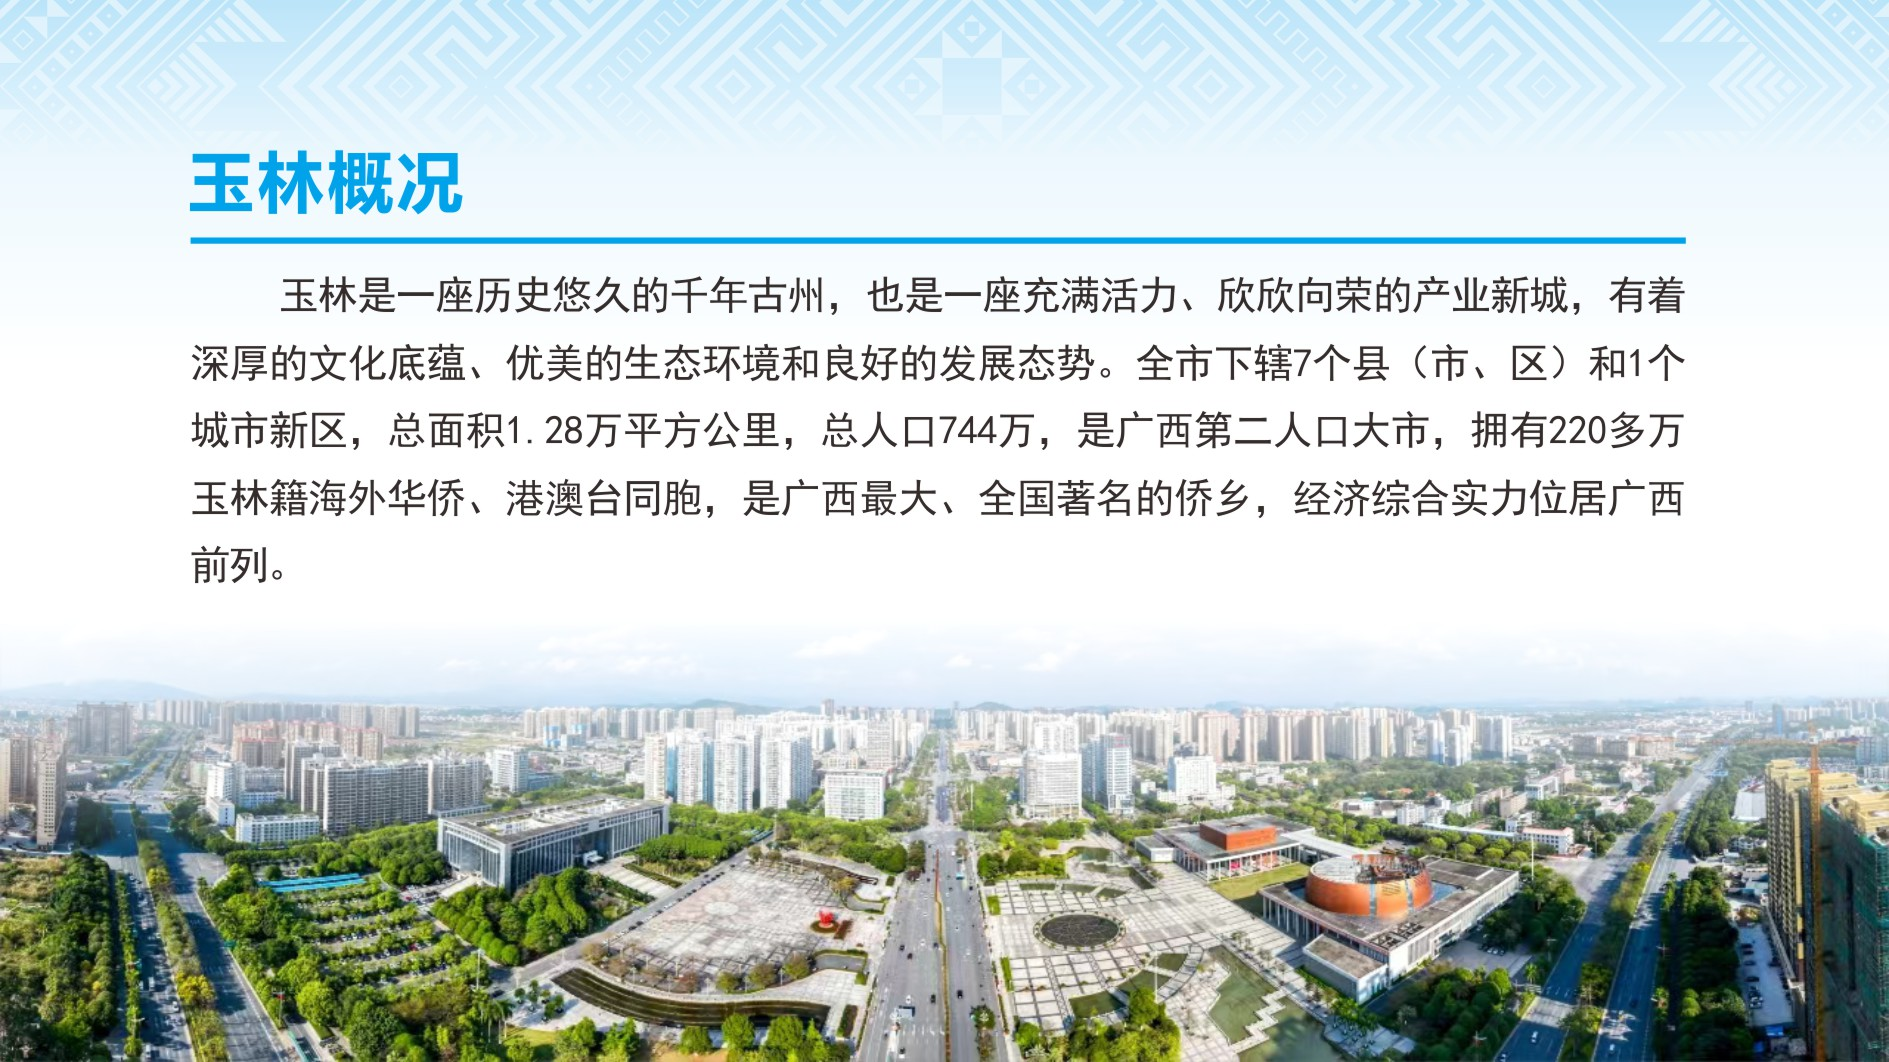 玉林概况
玉林是一座历史悠久的千年古州，也是一座充满活力、欣欣向荣的产业新城，有着
深厚的文化底蕴、优美的生态环境和良好的发展态势。全市下辖7个县（市、区）和1个
城市新区，总面积1.28万平方公里，总人口744万，是广西第二人口大市，拥有220多万
玉林籍海外华侨、港澳台同胞，是广西最大、全国著名的侨乡，经济综合实力位居广西
前列。